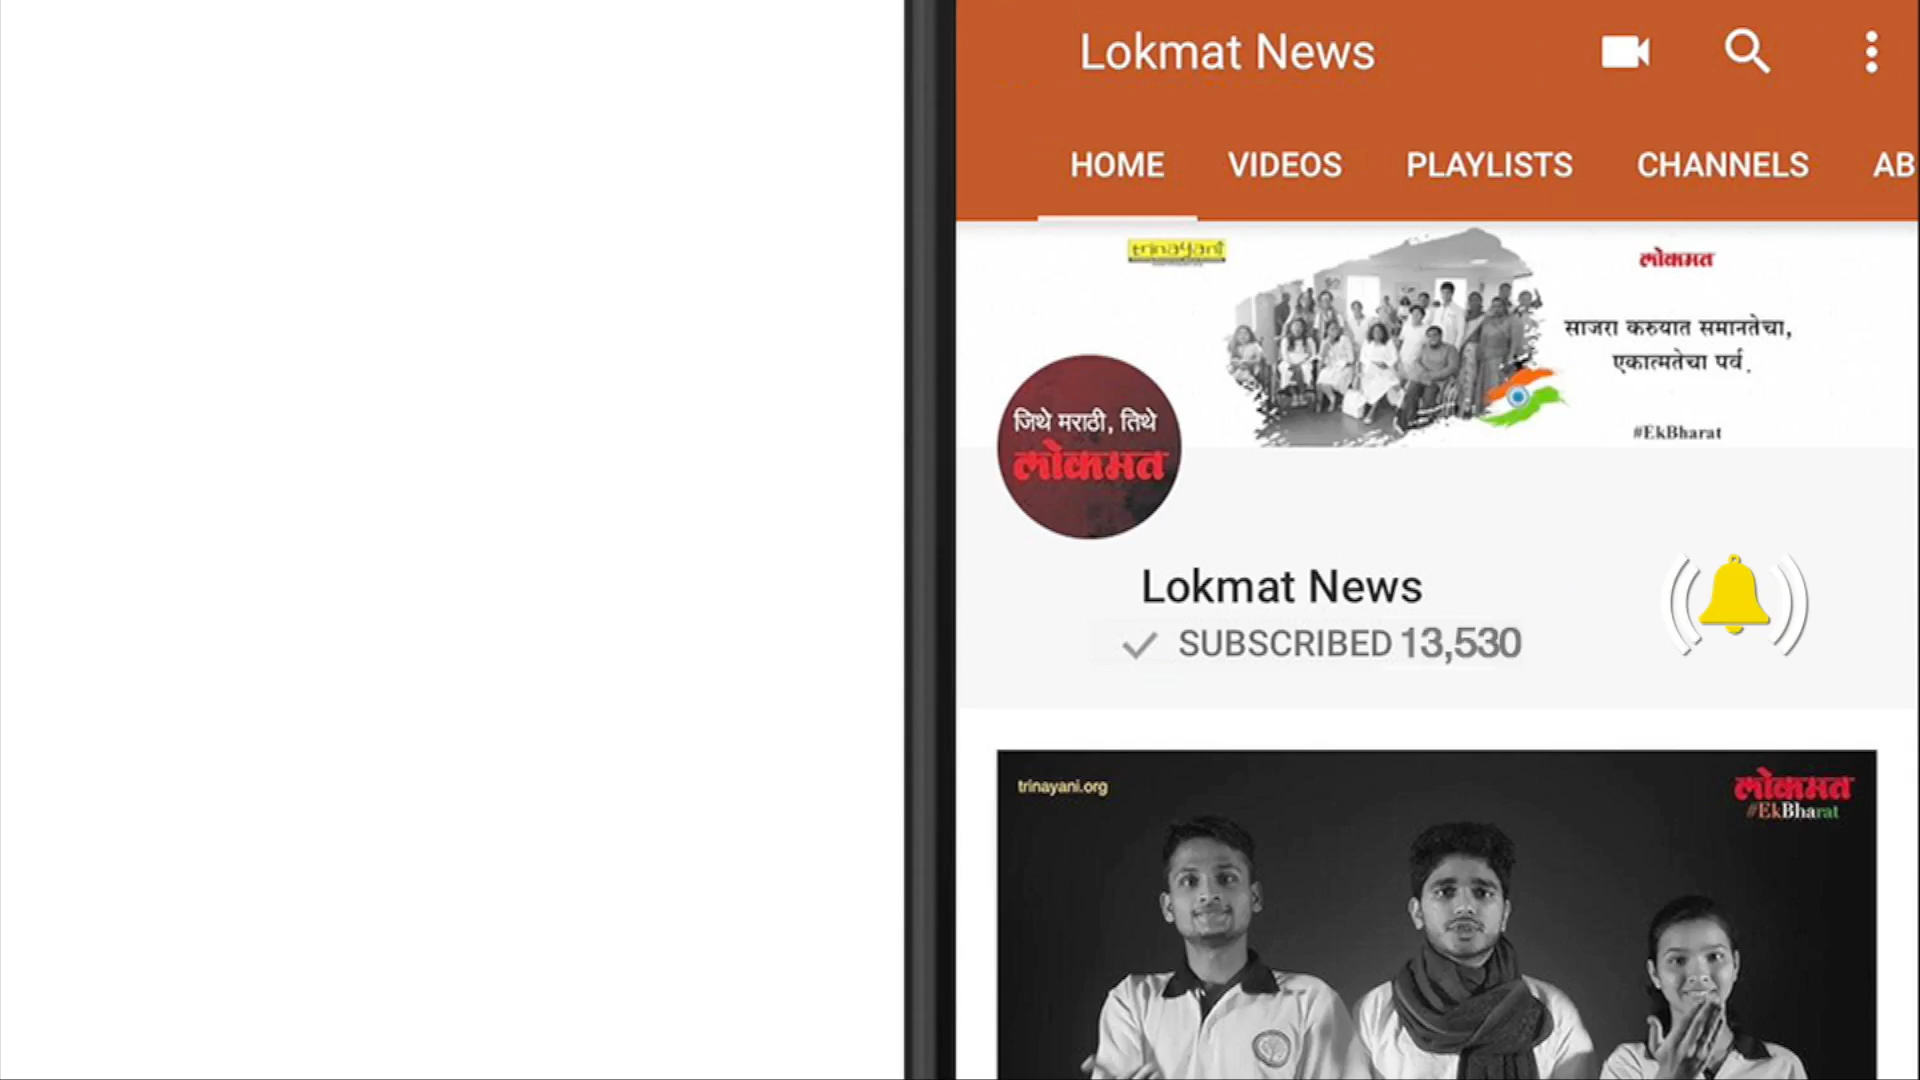 Lokmat News
HOME VIDEOS PLAYLISTS CHANNELS AB
trinayani
लोकमत
साजरा करुयात समानतेचा,
एकात्मतेचा पर्व.
#EkBharat
जिथे मराठी, तिथे
लोकमत
Lokmat News
SUBSCRIBED 13,530
trinayani.org
लोकमत
#EkBharat